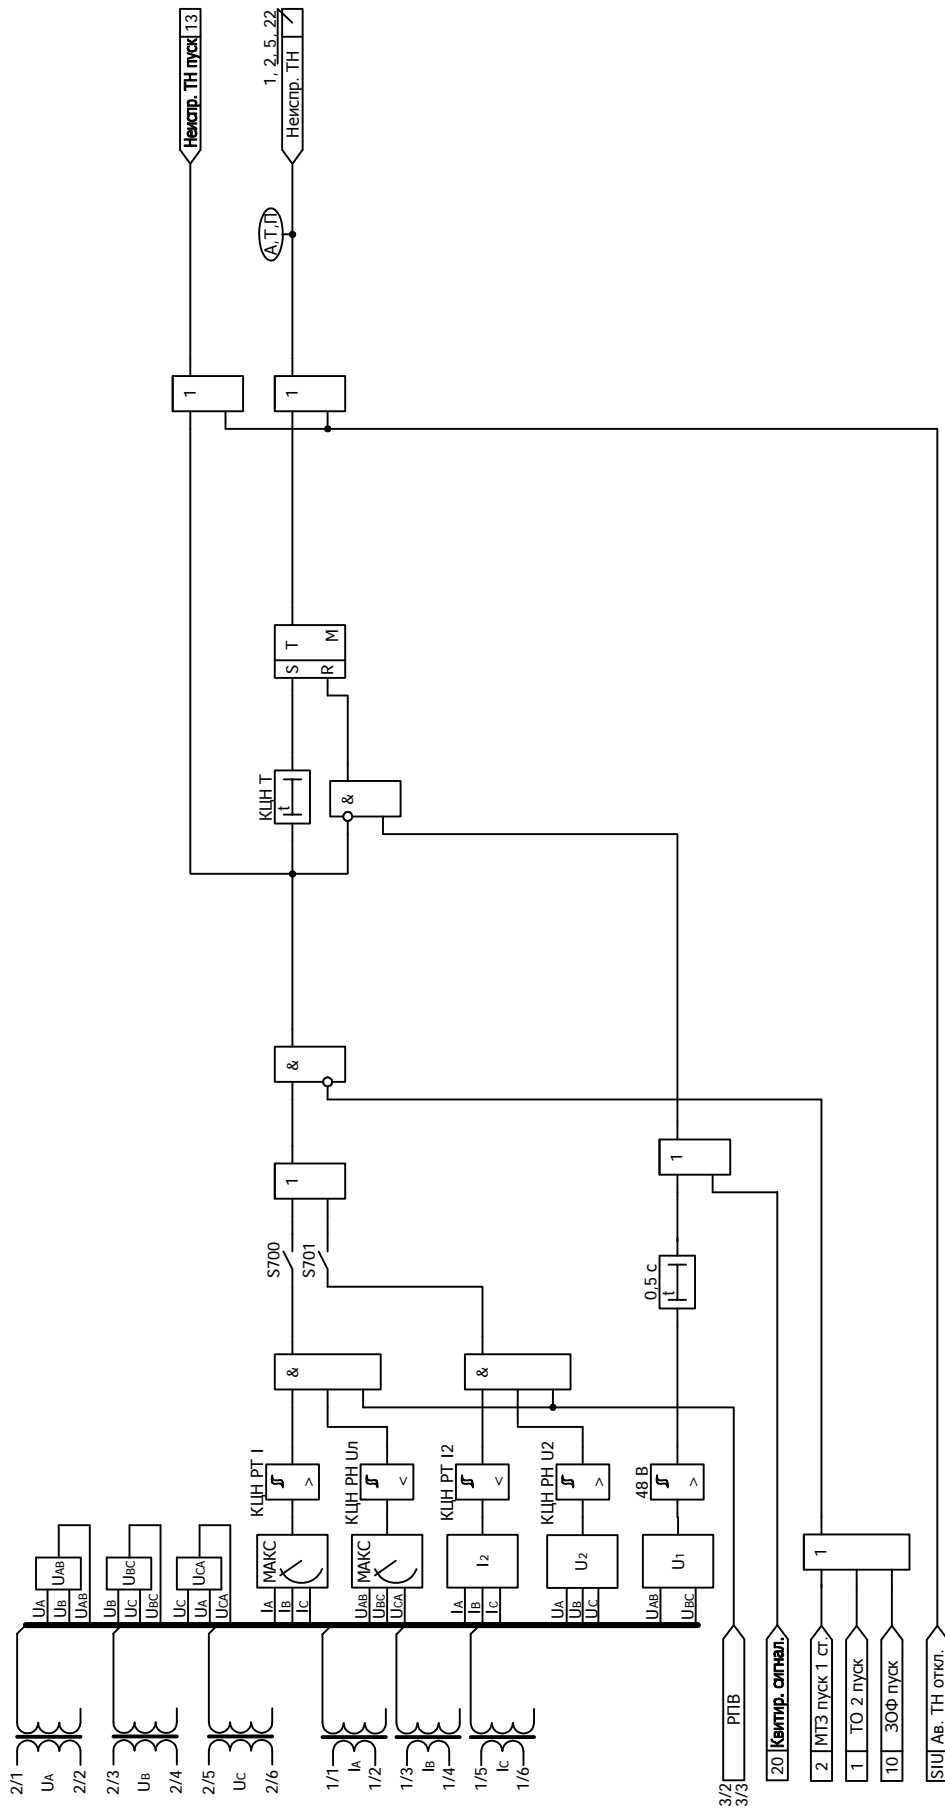 Неиспр. ТН пуск 13
1, 2, 5, 22
Неиспр. ТН
А,Т,П
1
1
T
M
S
R
КЦН Т
t
&
&
1
1
S700
S701
0,5 с
t
&
&
КЦН РТ I
>
КЦН РН Uл
<
КЦН РТ I2
<
КЦН РН U2
>
48 В
>
UAB
UBC
UCA
МАКС
МАКС
I2
U2
U1
1
UA
UB
UAB
UB
UC
UBC
UC
UA
UCA
IA
IB
IC
UAB
UBC
UCA
IA
IB
IC
UA
UB
UC
UAB
UBC
2/1
UA
2/2
2/3
UB
2/4
2/5
UC
2/6
1/1
IA
1/2
1/3
IB
1/4
1/5
IC
1/6
3/2
3/3
РПВ
20 Квитир. сигнал.
2 МТЗ пуск 1 ст.
1 ТО 2 пуск
10 ЗОФ пуск
SIU Ав. ТН откл.